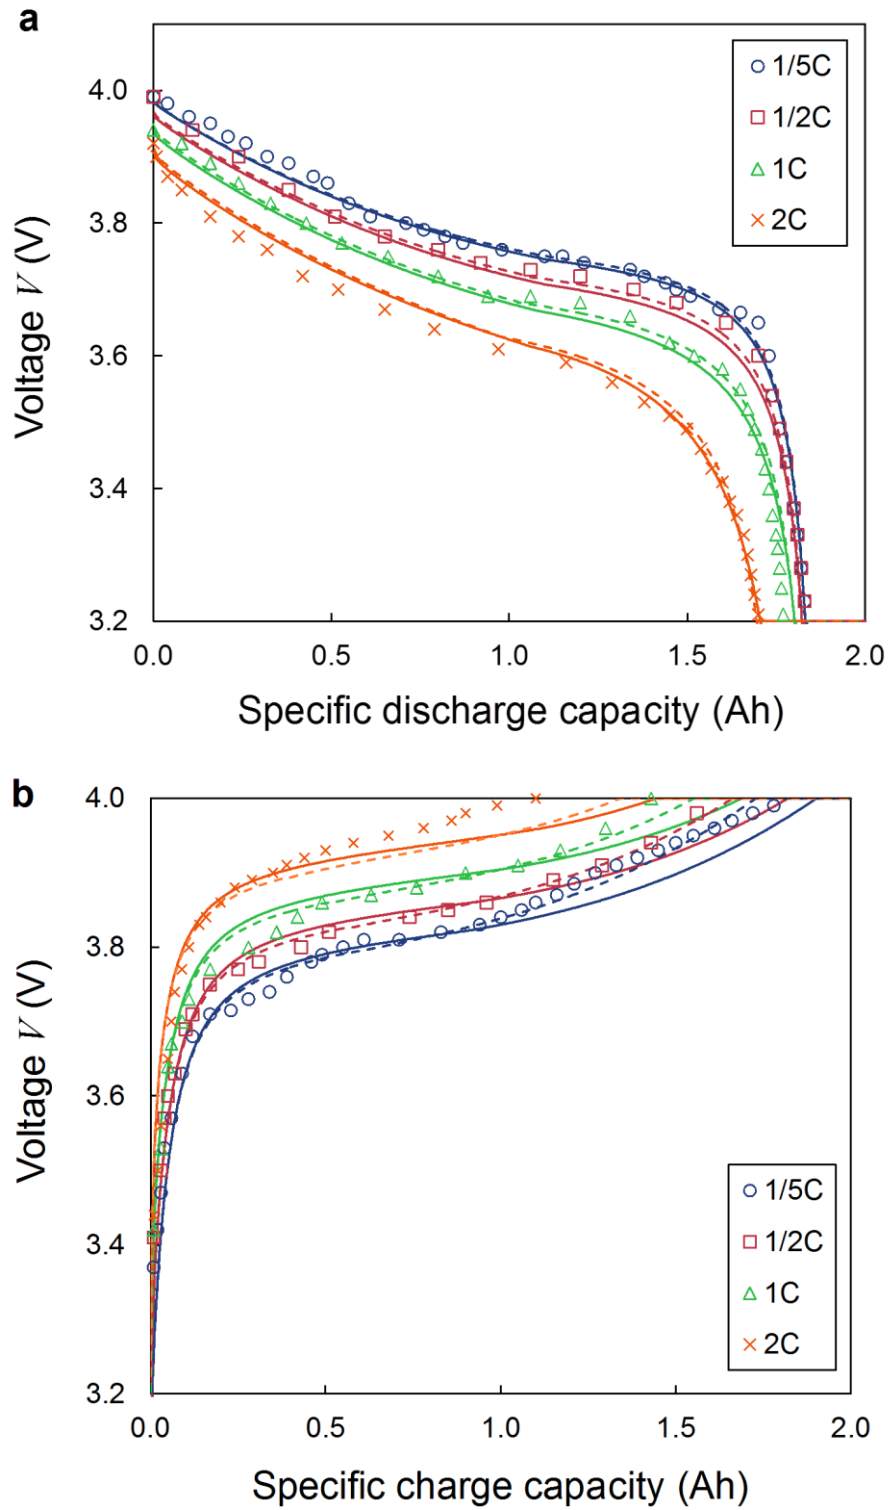 a
4.0
3.8
3.6
3.4
3.2
Voltage V (V)
1/5C
1/2C
1C
2C
0.0 0.5 1.0 1.5 2.0
Specific discharge capacity (Ah)
b
4.0
3.8
3.6
3.4
3.2
Voltage V (V)
1/5C
1/2C
1C
2C
0.0 0.5 1.0 1.5 2.0
Specific charge capacity (Ah)